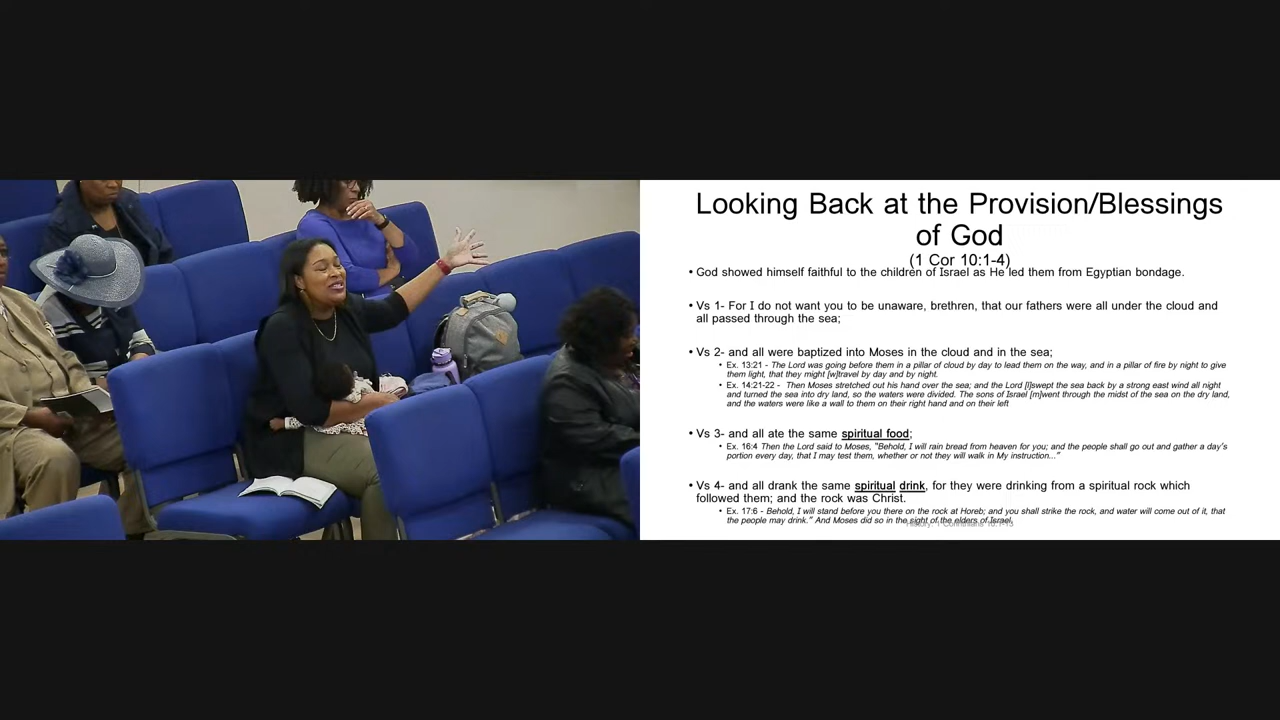 Looking Back at the Provision/Blessings
of God
(1 Cor 10:1-4)
• God showed himself faithful to the children of Israel as He led them from Egyptian bondage.
• Vs 1- For I do not want you to be unaware, brethren, that our fathers were all under the cloud and
all passed through the sea;
• Vs 2- and all were baptized into Moses in the cloud and in the sea;
• Ex. 13:21 - The Lord was going before them in a pillar of cloud by day to lead them on the way, and in a pillar of fire by night to give
them light, that they might [w]travel by day and by night.
• Ex. 14:21-22 - Then Moses stretched out his hand over the sea; and the Lord [l]swept the sea back by a strong east wind all night
and turned the sea into dry land, so the waters were divided. The sons of Israel [m]went through the midst of the sea on the dry land,
and the waters were like a wall to them on their right hand and on their left
• Vs 3- and all ate the same spiritual food;
• Ex. 16:4 Then the Lord said to Moses, "Behold, I will rain bread from heaven for you; and the people shall go out and gather a day's
portion every day, that I may test them, whether or not they will walk in My instruction..."
• Vs 4- and all drank the same spiritual drink, for they were drinking from a spiritual rock which
followed them; and the rock was Christ.
• Ex. 17:6 - Behold, I will stand before you there on the rock at Horeb; and you shall strike the rock, and water will come out of it, that
the people may drink." And Moses did so in the sight of the elders of Israel.